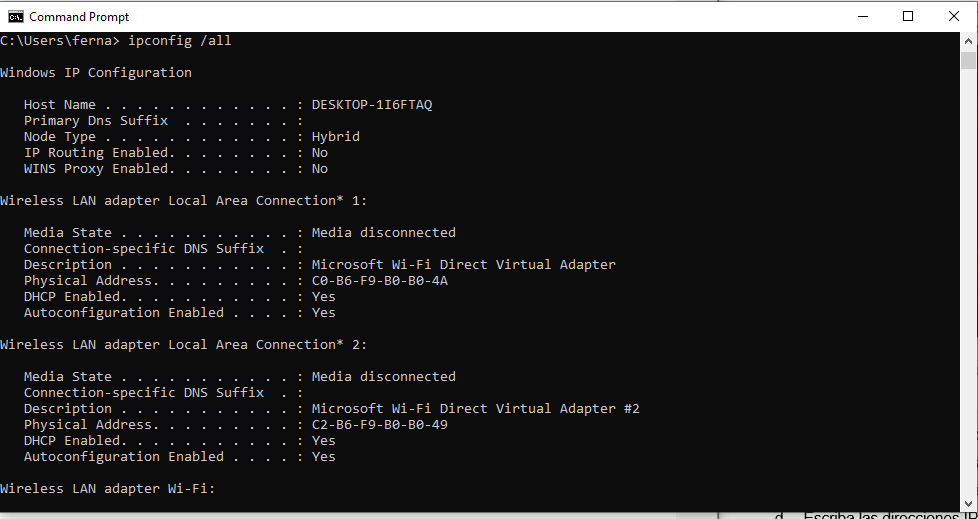 Command Prompt
C:\Users\ferna> ipconfig /all
Windows IP Configuration
Host Name . . . . . . . . . . . . : DESKTOP-1I6FTAQ
Primary Dns Suffix  . . . . . . . :
Node Type . . . . . . . . . . . . : Hybrid
IP Routing Enabled. . . . . . . . : No
WINS Proxy Enabled. . . . . . . . : No
Wireless LAN adapter Local Area Connection* 1:
Media State . . . . . . . . . . . : Media disconnected
Connection-specific DNS Suffix  . :
Description . . . . . . . . . . . : Microsoft Wi-Fi Direct Virtual Adapter
Physical Address. . . . . . . . . : C0-B6-F9-B0-B0-4A
DHCP Enabled. . . . . . . . . . . : Yes
Autoconfiguration Enabled . . . . : Yes
Wireless LAN adapter Local Area Connection* 2:
Media State . . . . . . . . . . . : Media disconnected
Connection-specific DNS Suffix  . :
Description . . . . . . . . . . . : Microsoft Wi-Fi Direct Virtual Adapter #2
Physical Address. . . . . . . . . : C2-B6-F9-B0-B0-49
DHCP Enabled. . . . . . . . . . . : Yes
Autoconfiguration Enabled . . . . : Yes
Wireless LAN adapter Wi-Fi:
d. Escriba las direcciones IP